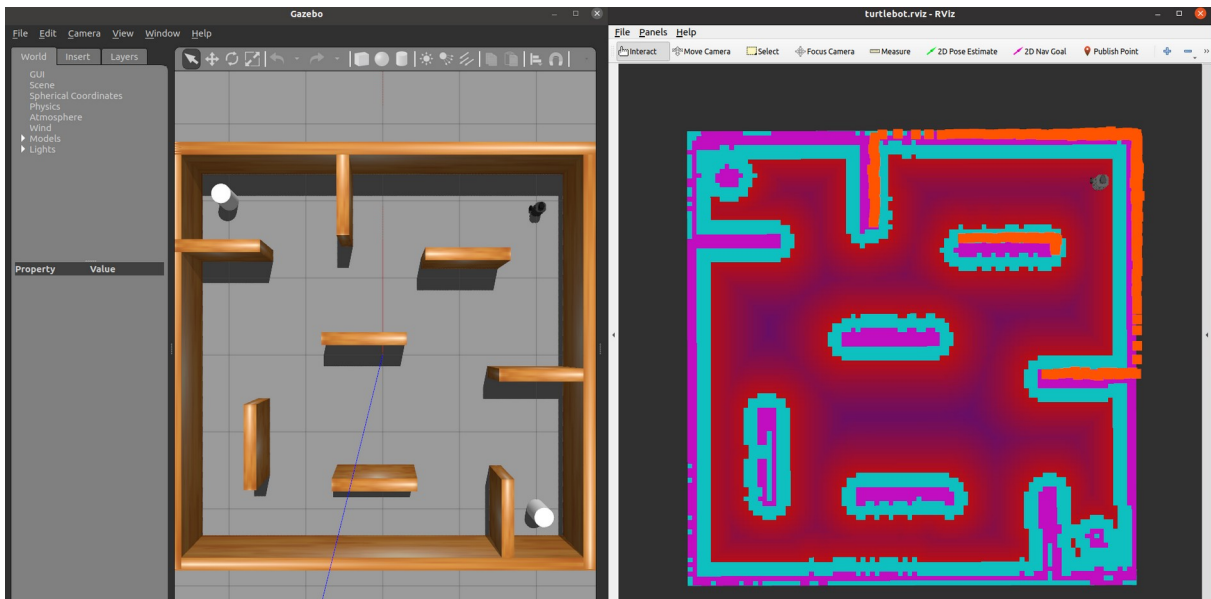 Gazebo
File Edit Camera View Window Help
World Insert Layers
GUI
Scene
Spherical Coordinates
Physics
Atmosphere
Wind
Models
Lights
Property Value
turtlebot.rviz - RViz
File Panels Help
Interact Move Camera Select Focus Camera Measure 2D Pose Estimate 2D Nav Goal Publish Point